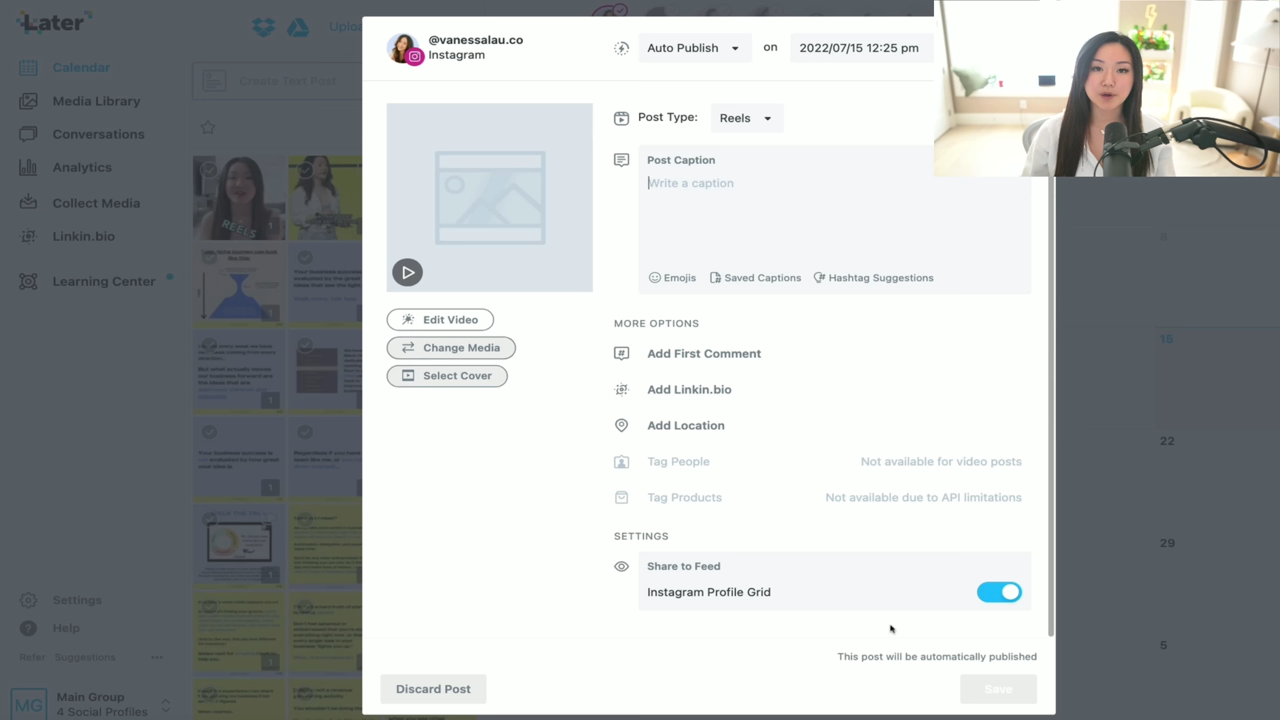 Later
Upload
Calendar
Media Library
Conversations
Analytics
Collect Media
Linkin.bio
Learning Center
Settings
Help
Refer Suggestions
MG
Main Group
4 Social Profiles
Create Text Post
REELS
@vanessalau.co
Instagram
Auto Publish
on
2022/07/15 12:25 pm
Post Type:
Reels
Post Caption
Write a caption
Emojis
Saved Captions
Hashtag Suggestions
Edit Video
Change Media
Select Cover
MORE OPTIONS
Add First Comment
Add Linkin.bio
Add Location
Tag People
Not available for video posts
Tag Products
Not available due to API limitations
SETTINGS
Share to Feed
Instagram Profile Grid
This post will be automatically published
Discard Post
Save
8
15
22
29
5